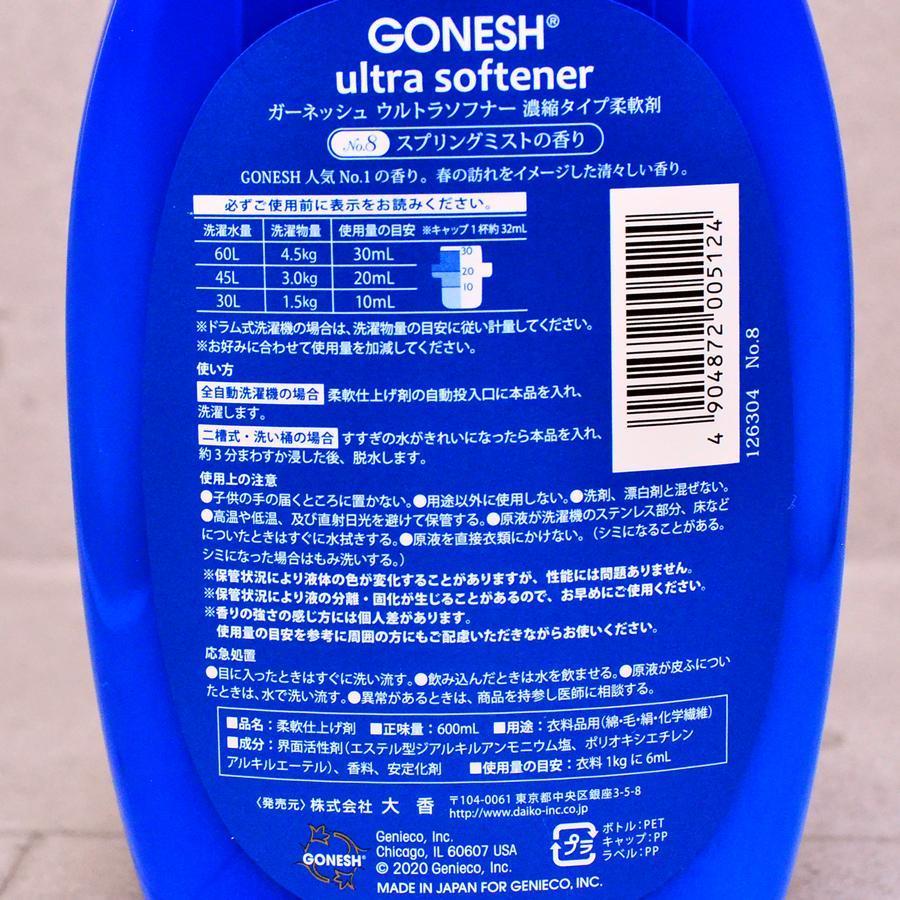 GONESH®
ultra softener
ガーネッシュ ウルトラソフナー 濃縮タイプ柔軟剤
No.8 スプリングミストの香り
GONESH 人気 No.1 の香り。春の訪れをイメージした清々しい香り。
必ずご使用前に表示をお読みください。
洗濯水量 洗濯物量 使用量の目安 ※キャップ1杯約32mL
60L 4.5kg 30mL
45L 3.0kg 20mL
30L 1.5kg 10mL
30
20
10
※ドラム式洗濯機の場合は、洗濯物量の目安に従い計量してください。
※お好みに合わせて使用量を加減してください。
使い方
全自動洗濯機の場合 柔軟仕上げ剤の自動投入口に本品を入れ、
洗濯します。
二槽式・洗い桶の場合 すすぎの水がきれいになったら本品を入れ、
約3分まわすか浸した後、脱水します。
4 904872 005124
126304 No.8
使用上の注意
●子供の手の届くところに置かない。●用途以外に使用しない。●洗剤、漂白剤と混ぜない。
●高温や低温、及び直射日光を避けて保管する。●原液が洗濯機のステンレス部分、床など
についたときはすぐに水拭きする。●原液を直接衣類にかけない。（シミになることがある。
シミになった場合はもみ洗いする。）
※保管状況により液体の色が変化することがありますが、性能には問題ありません。
※保管状況により液の分離・固化が生じることがあるので、お早めにご使用ください。
※香りの強さの感じ方には個人差があります。
使用量の目安を参考に周囲の方にもご配慮いただきながらお使いください。
応急処置
●目に入ったときはすぐに洗い流す。●飲み込んだときは水を飲ませる。●原液が皮ふについ
たときは、水で洗い流す。●異常があるときは、商品を持参し医師に相談する。
■品名：柔軟仕上げ剤 ■正味量：600mL ■用途：衣料品用（綿・毛・絹・化学繊維）
■成分：界面活性剤（エステル型ジアルキルアンモニウム塩、ポリオキシエチレン
アルキルエーテル）、香料、安定化剤 ■使用量の目安：衣料 1kg に 6mL
〈発売元〉株式会社 大 香 〒104-0061 東京都中央区銀座3-5-8
http://www.daiko-inc.co.jp
GONESH®
Genieco, Inc.
Chicago, IL 60607 USA
© 2020 Genieco, Inc.
MADE IN JAPAN FOR GENIECO, INC.
プラ
ボトル：PET
キャップ：PP
ラベル：PP